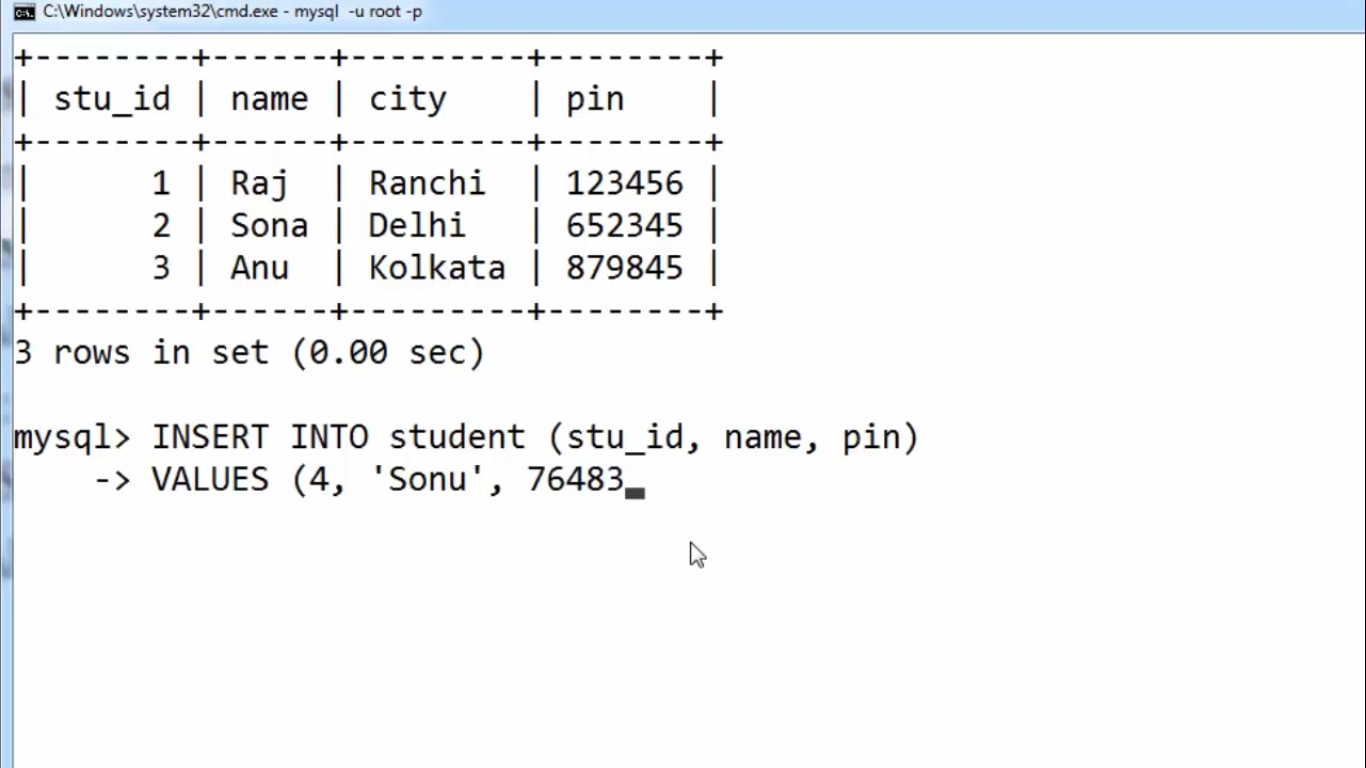 C:\Windows\system32\cmd.exe - mysql  -u root -p
+--------+------+---------+--------+
| stu_id | name | city    | pin    |
+--------+------+---------+--------+
|      1 | Raj  | Ranchi  | 123456 |
|      2 | Sona | Delhi   | 652345 |
|      3 | Anu  | Kolkata | 879845 |
+--------+------+---------+--------+
3 rows in set (0.00 sec)
mysql> INSERT INTO student (stu_id, name, pin)
    -> VALUES (4, 'Sonu', 76483